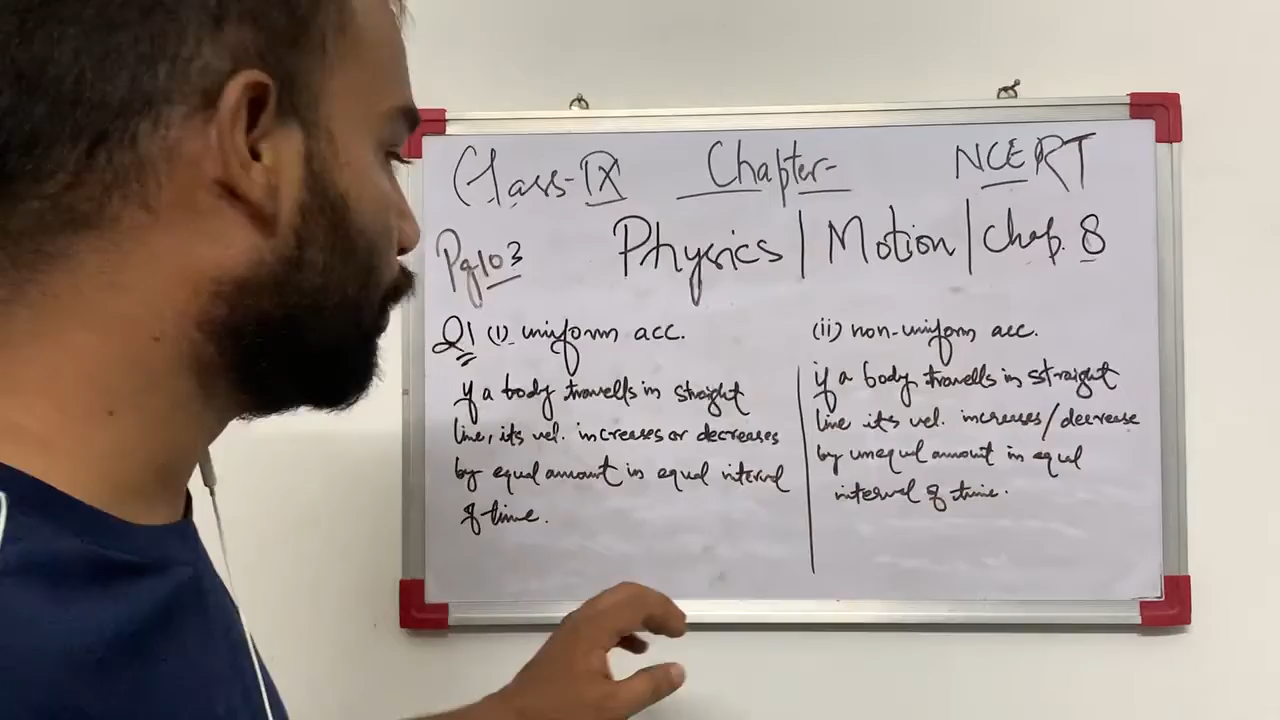 Class-IX Chapter- NCERT
Pg 103 Physics | Motion | Chap. 8
Q1 (i) uniform acc.
if a body travells in straight
line, its vel. increases or decreases
by equal amount in equal interval
of time.
(ii) non-uniform acc.
if a body travells in straight
line its vel. increases/decrease
by unequal amount in equal
interval of time.